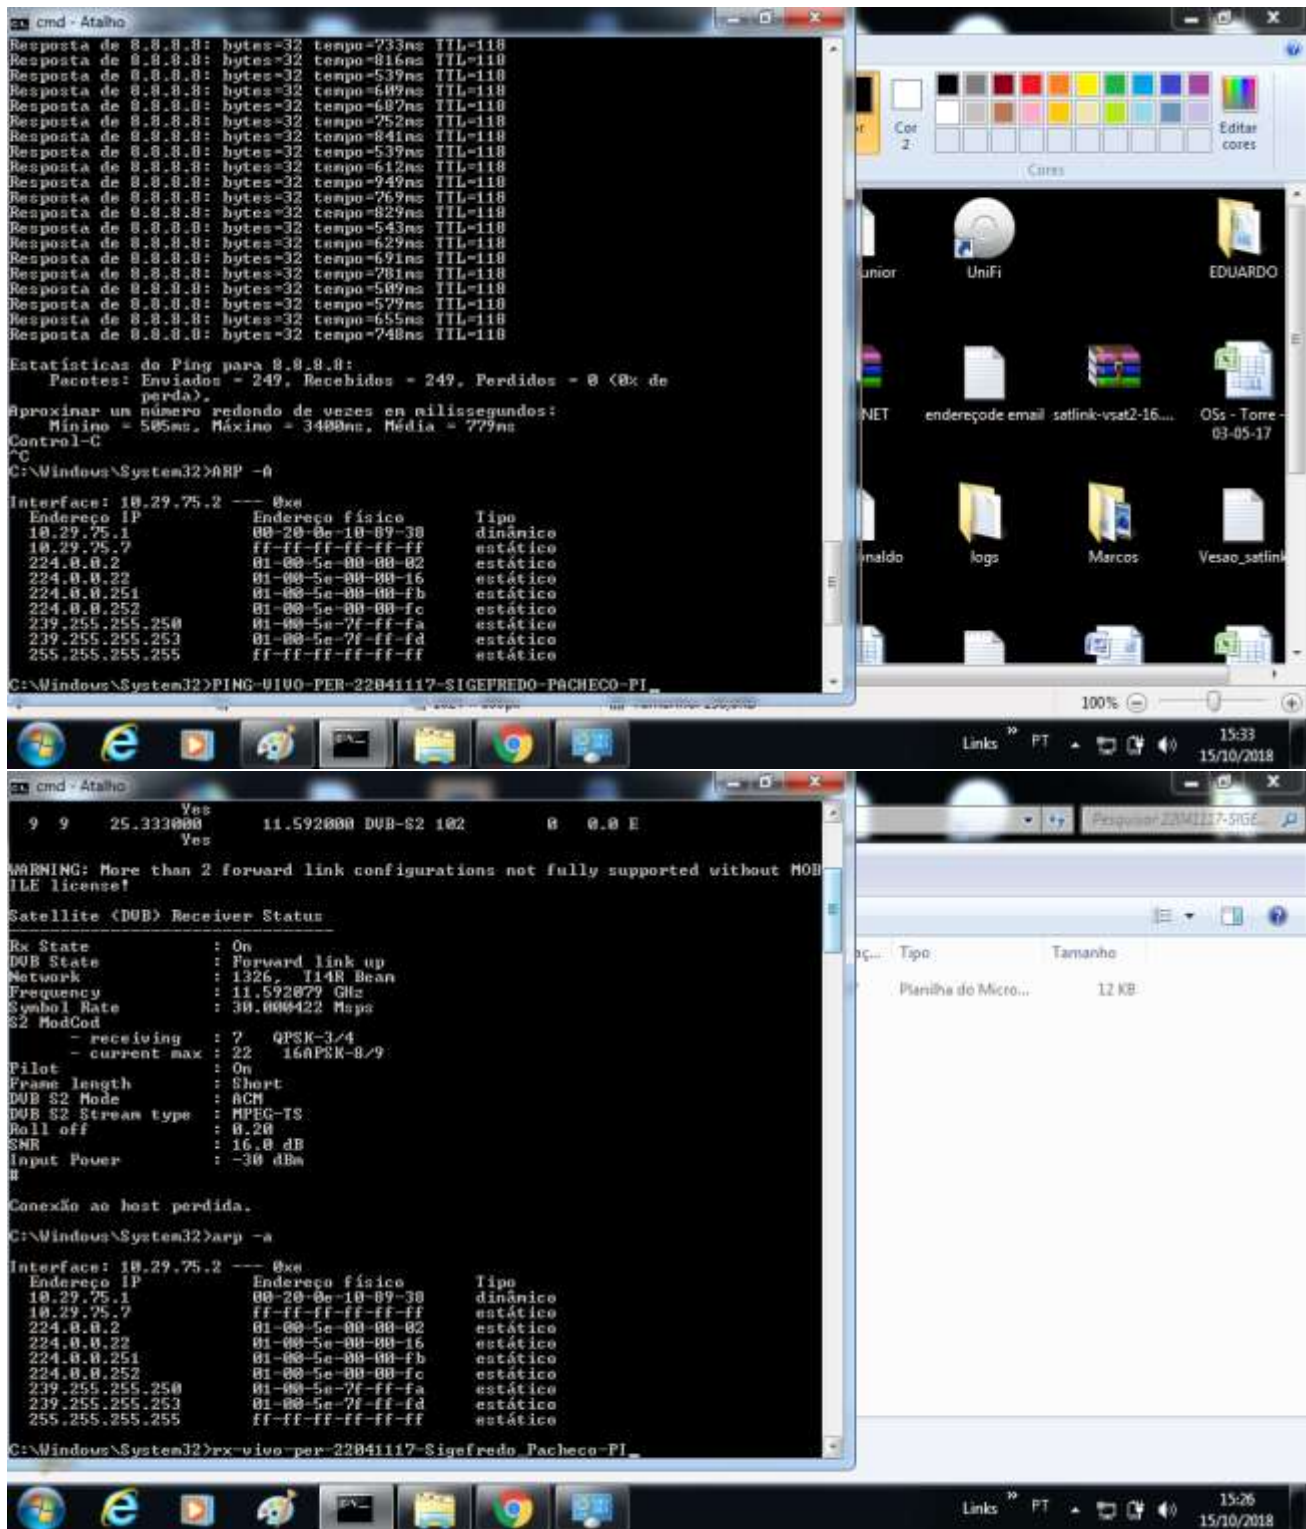 cmd - Atalho
Resposta de 8.8.8.8: bytes=32 tempo=733ms TTL=118
Resposta de 8.8.8.8: bytes=32 tempo=816ms TTL=118
Resposta de 8.8.8.8: bytes=32 tempo=539ms TTL=118
Resposta de 8.8.8.8: bytes=32 tempo=609ms TTL=118
Resposta de 8.8.8.8: bytes=32 tempo=687ms TTL=118
Resposta de 8.8.8.8: bytes=32 tempo=752ms TTL=118
Resposta de 8.8.8.8: bytes=32 tempo=841ms TTL=118
Resposta de 8.8.8.8: bytes=32 tempo=539ms TTL=118
Resposta de 8.8.8.8: bytes=32 tempo=612ms TTL=118
Resposta de 8.8.8.8: bytes=32 tempo=949ms TTL=118
Resposta de 8.8.8.8: bytes=32 tempo=769ms TTL=118
Resposta de 8.8.8.8: bytes=32 tempo=829ms TTL=118
Resposta de 8.8.8.8: bytes=32 tempo=543ms TTL=118
Resposta de 8.8.8.8: bytes=32 tempo=629ms TTL=118
Resposta de 8.8.8.8: bytes=32 tempo=691ms TTL=118
Resposta de 8.8.8.8: bytes=32 tempo=781ms TTL=118
Resposta de 8.8.8.8: bytes=32 tempo=509ms TTL=118
Resposta de 8.8.8.8: bytes=32 tempo=579ms TTL=118
Resposta de 8.8.8.8: bytes=32 tempo=655ms TTL=118
Resposta de 8.8.8.8: bytes=32 tempo=748ms TTL=118
Estatísticas do Ping para 8.8.8.8:
Pacotes: Enviados = 249, Recebidos = 249, Perdidos = 0 (0% de
perda),
Aproximar um número redondo de vezes em milissegundos:
Mínimo = 505ms, Máximo = 3400ms, Média = 779ms
Control-C
^C
C:\Windows\System32>ARP -A
Interface: 10.29.75.2 --- 0xe
Endereço IP Endereço físico Tipo
10.29.75.1 00-20-0e-10-89-38 dinâmico
10.29.75.7 ff-ff-ff-ff-ff-ff estático
224.0.0.2 01-00-5e-00-00-02 estático
224.0.0.22 01-00-5e-00-00-16 estático
224.0.0.251 01-00-5e-00-00-fb estático
224.0.0.252 01-00-5e-00-00-fc estático
239.255.255.250 01-00-5e-7f-ff-fa estático
239.255.255.253 01-00-5e-7f-ff-fd estático
255.255.255.255 ff-ff-ff-ff-ff-ff estático
C:\Windows\System32>PING-VIVO-PER-22041117-SIGEFREDO-PACHECO-PI_
Cor
2
Editar
cores
Cores
unior
UniFi
EDUARDO
NET
endereçode email
satlink-vsat2-16....
OSs - Torre -
03-05-17
onaldo
logs
Marcos
Vesao_satlink
100%
Links
PT
15:33
15/10/2018
cmd - Atalho
Yes
9 9 25.333000 11.592000 DVB-S2 102 0 0.0 E
Yes
WARNING: More than 2 forward link configurations not fully supported without MOB
ILE license!
Satellite (DVB) Receiver Status
-----------------------------------
Rx State : On
DVB State : Forward link up
Network : 1326, T14R Beam
Frequency : 11.592079 GHz
Symbol Rate : 30.000422 Msps
S2 ModCod
- receiving : 7 QPSK-3/4
- current max : 22 16APSK-8/9
Pilot : On
Frame length : Short
DVB S2 Mode : ACM
DVB S2 Stream type : MPEG-TS
Roll off : 0.20
SNR : 16.0 dB
Input Power : -30 dBm
#
Conexão ao host perdida.
C:\Windows\System32>arp -a
Interface: 10.29.75.2 --- 0xe
Endereço IP Endereço físico Tipo
10.29.75.1 00-20-0e-10-89-38 dinâmico
10.29.75.7 ff-ff-ff-ff-ff-ff estático
224.0.0.2 01-00-5e-00-00-02 estático
224.0.0.22 01-00-5e-00-00-16 estático
224.0.0.251 01-00-5e-00-00-fb estático
224.0.0.252 01-00-5e-00-00-fc estático
239.255.255.250 01-00-5e-7f-ff-fa estático
239.255.255.253 01-00-5e-7f-ff-fd estático
255.255.255.255 ff-ff-ff-ff-ff-ff estático
C:\Windows\System32>rx-vivo-per-22041117-Sigefredo_Pacheco-PI_
Pesquisar 22041117-SIGE...
Tipo
Tamanho
Planilha do Micro...
12 KB
Links
PT
15:26
15/10/2018